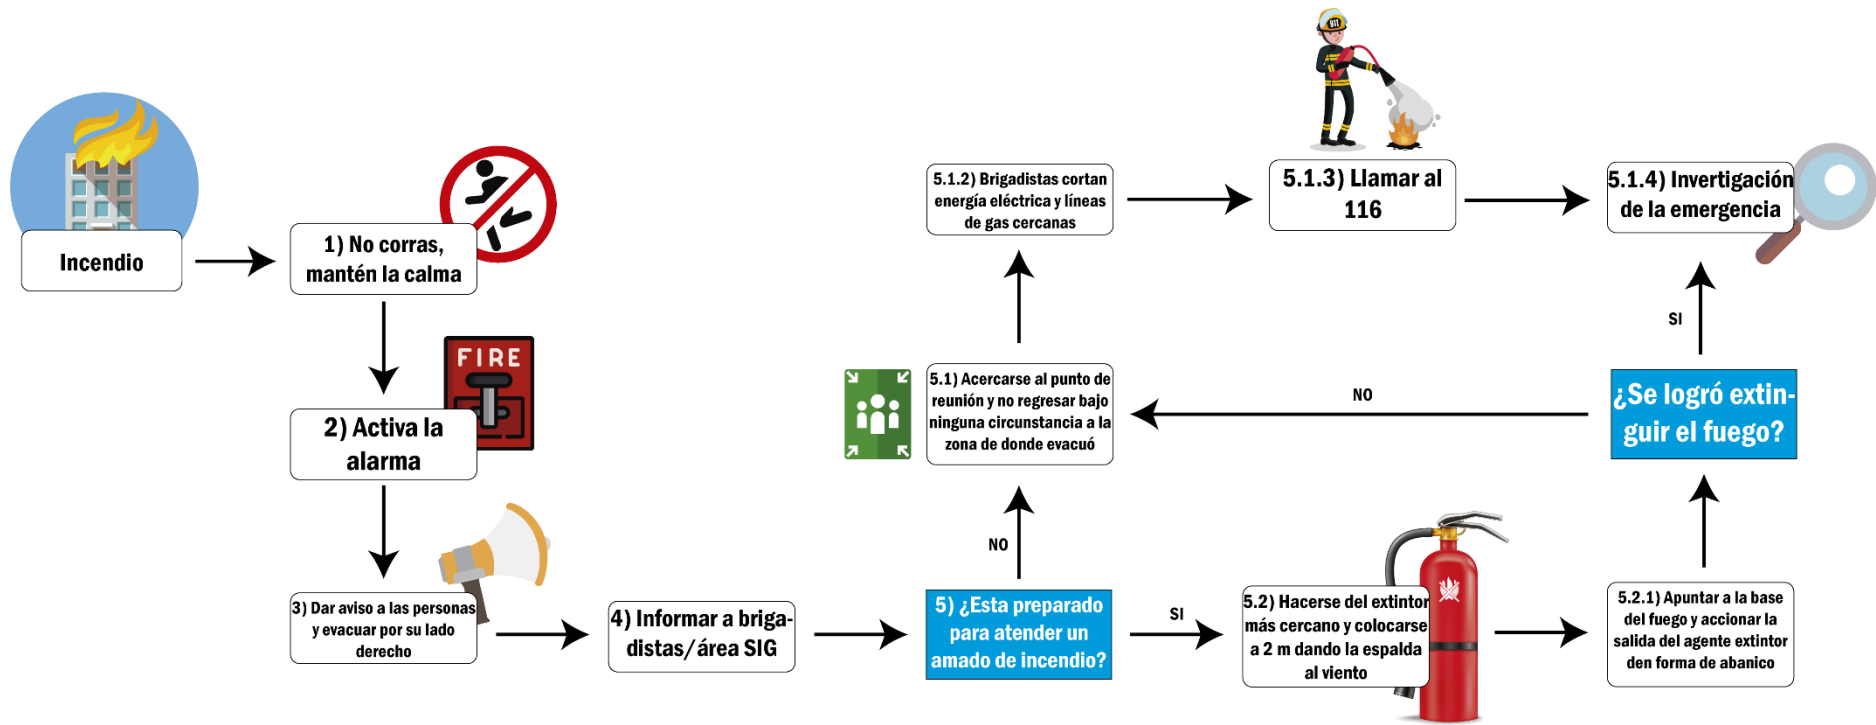 Incendio
1) No corras,
mantén la calma
FIRE
2) Activa la
alarma
3) Dar aviso a las personas
y evacuar por su lado
derecho
4) Informar a briga-
distas/área SIG
5) ¿Esta preparado
para atender un
amado de incendio?
NO
5.1) Acercarse al punto de
reunión y no regresar bajo
ninguna circunstancia a la
zona de donde evacuó
5.1.2) Brigadistas cortan
energía eléctrica y líneas
de gas cercanas
811
5.1.3) Llamar al
116
5.1.4) Invertigación
de la emergencia
SI
5.2) Hacerse del extintor
más cercano y colocarse
a 2 m dando la espalda
al viento
5.2.1) Apuntar a la base
del fuego y accionar la
salida del agente extintor
den forma de abanico
¿Se logró extin-
guir el fuego?
NO
SI